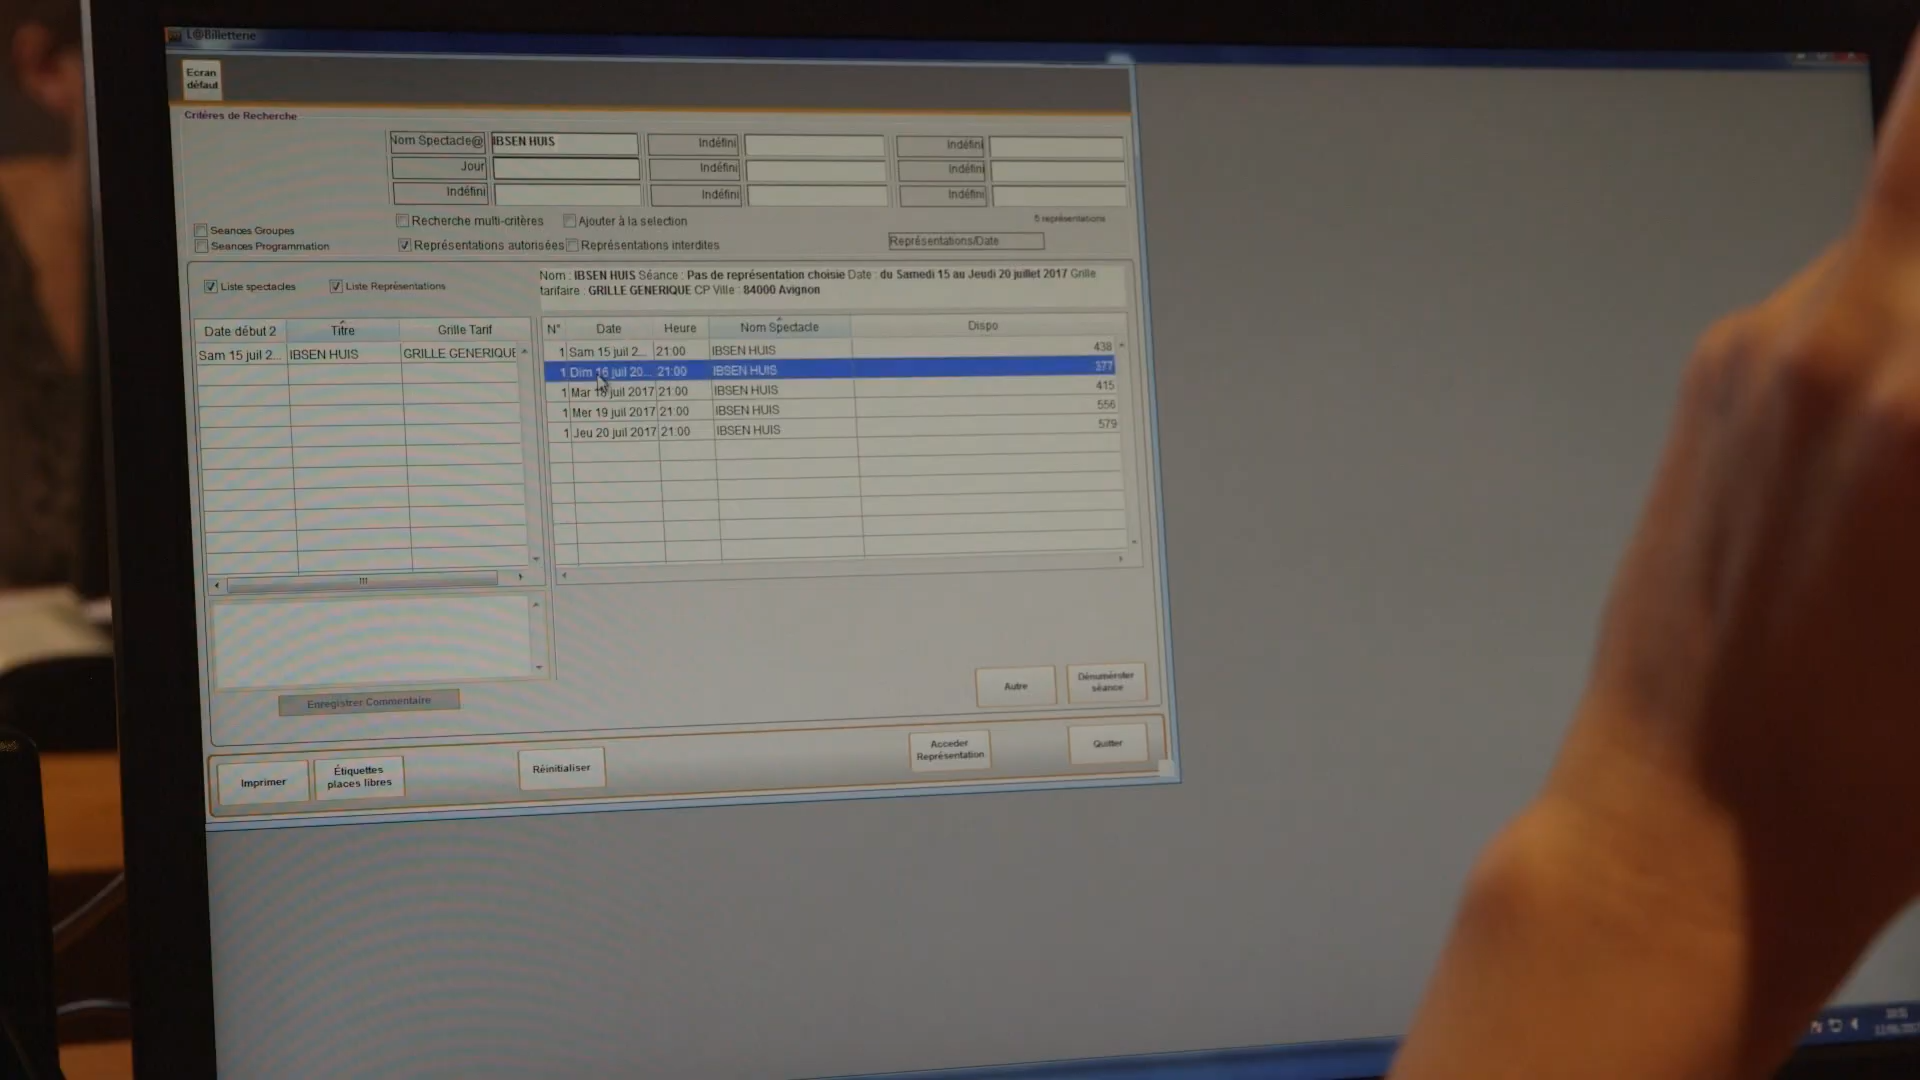 L@Billetterie
Ecran
défaut
Critères de Recherche
Nom Spectacle@ IBSEN HUIS Indéfini Indéfini
Jour Indéfini Indéfini
Indéfini Indéfini Indéfini
Recherche multi-critères Ajouter à la selection 5 représentations
Seances Groupes
Seances Programmation Représentations autorisées Représentations interdites Représentations/Date
Nom : IBSEN HUIS Séance : Pas de représentation choisie Date : du Samedi 15 au Jeudi 20 juillet 2017 Grille
tarifaire : GRILLE GENERIQUE CP Ville : 84000 Avignon
Liste spectacles Liste Représentations
Date début 2 Titre Grille Tarif
Sam 15 juil 2... IBSEN HUIS GRILLE GENERIQUE
N° Date Heure Nom Spectacle Dispo
1 Sam 15 juil 2... 21:00 IBSEN HUIS 438
1 Dim 16 juil 20... 21:00 IBSEN HUIS 377
1 Mar 18 juil 2017 21:00 IBSEN HUIS 415
1 Mer 19 juil 2017 21:00 IBSEN HUIS 556
1 Jeu 20 juil 2017 21:00 IBSEN HUIS 579
Enregistrer Commentaire
Autre
Dénuméroter
séance
Imprimer
Étiquettes
places libres
Réinitialiser
Acceder
Représentation
Quitter